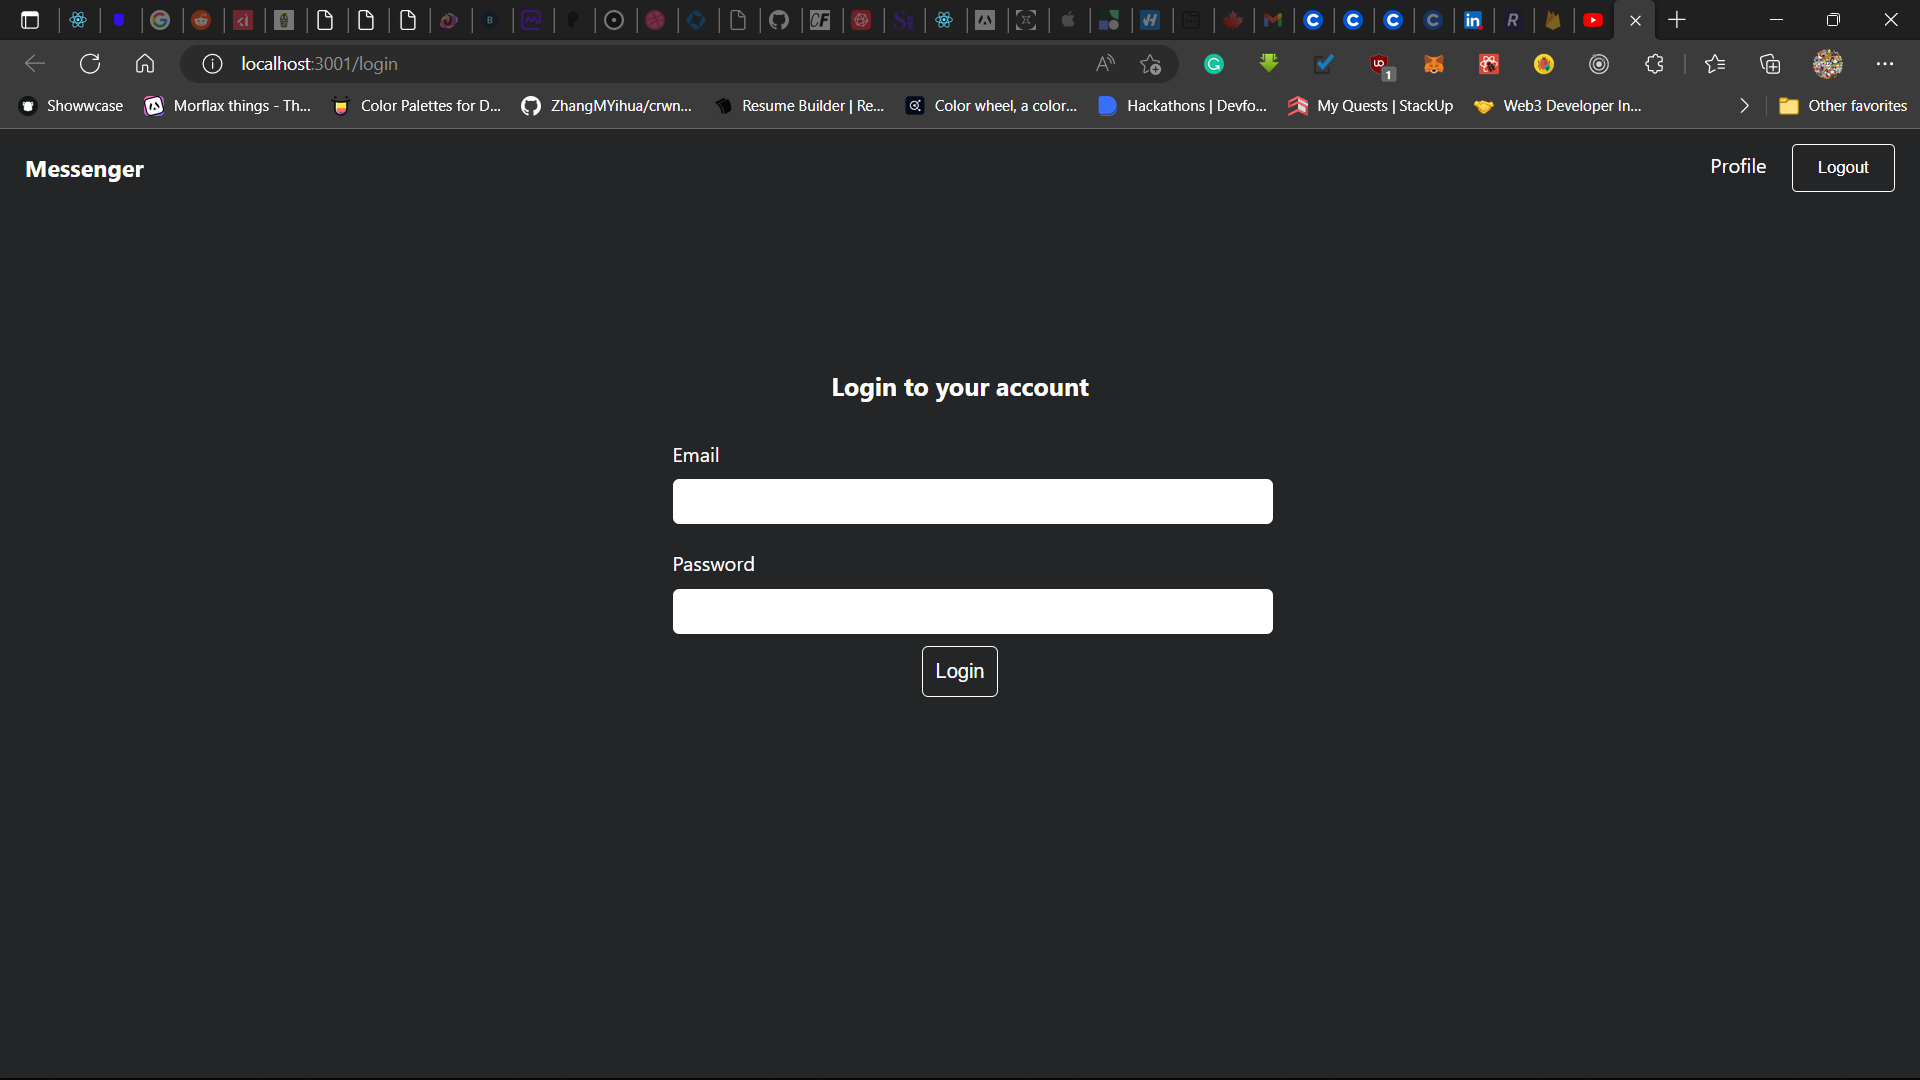 localhost:3001/login
Showwcase
Morflax things - Th...
Color Palettes for D...
ZhangMYihua/crwn...
Resume Builder | Re...
Color wheel, a color...
Hackathons | Devfo...
My Quests | StackUp
Web3 Developer In...
Other favorites
Messenger
Profile
Logout
Login to your account
Email
Password
Login